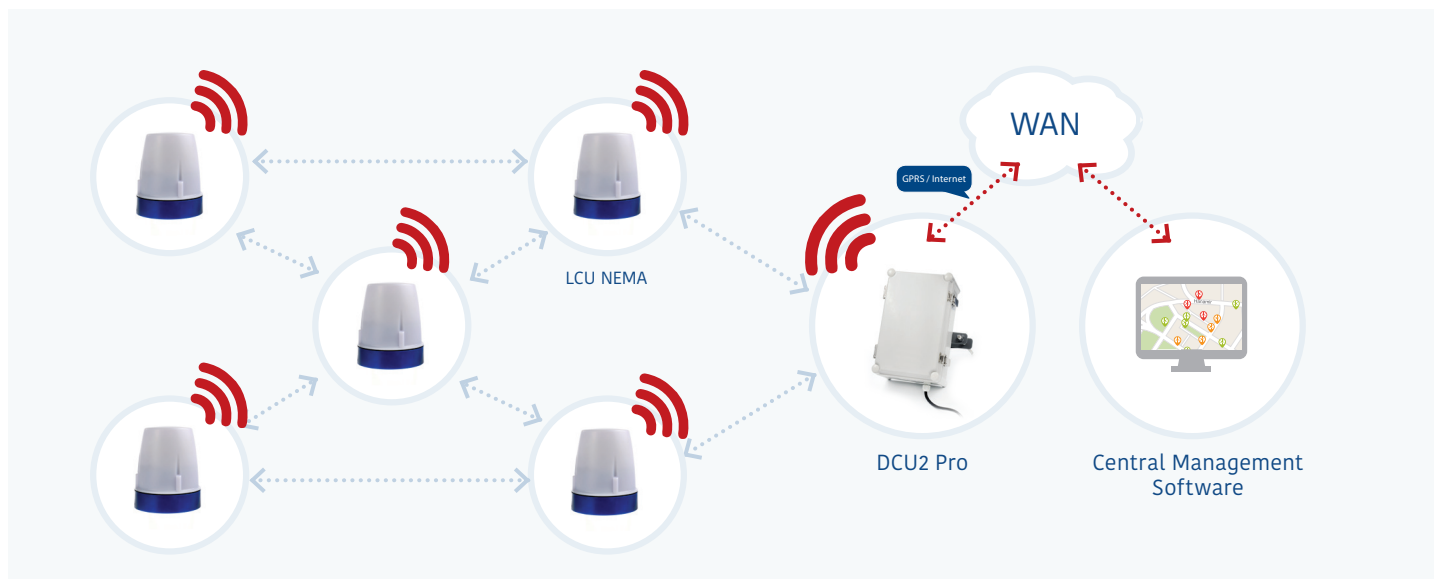 WAN
GPRS / Internet
LCU NEMA
DCU2 Pro
Central Management
Software